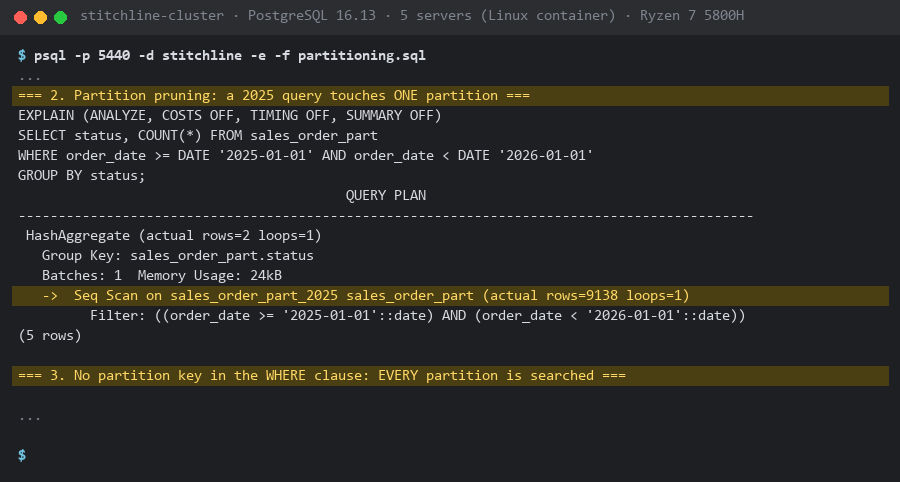 stitchline-cluster · PostgreSQL 16.13 · 5 servers (Linux container) · Ryzen 7 5800H
$ psql -p 5440 -d stitchline -e -f partitioning.sql
...
=== 2. Partition pruning: a 2025 query touches ONE partition ===
EXPLAIN (ANALYZE, COSTS OFF, TIMING OFF, SUMMARY OFF)
SELECT status, COUNT(*) FROM sales_order_part
WHERE order_date >= DATE '2025-01-01' AND order_date < DATE '2026-01-01'
GROUP BY status;
QUERY PLAN
-------------------------------------------------------------------------------------------
HashAggregate (actual rows=2 loops=1)
Group Key: sales_order_part.status
Batches: 1  Memory Usage: 24kB
->  Seq Scan on sales_order_part_2025 sales_order_part (actual rows=9138 loops=1)
Filter: ((order_date >= '2025-01-01'::date) AND (order_date < '2026-01-01'::date))
(5 rows)
=== 3. No partition key in the WHERE clause: EVERY partition is searched ===
...
$